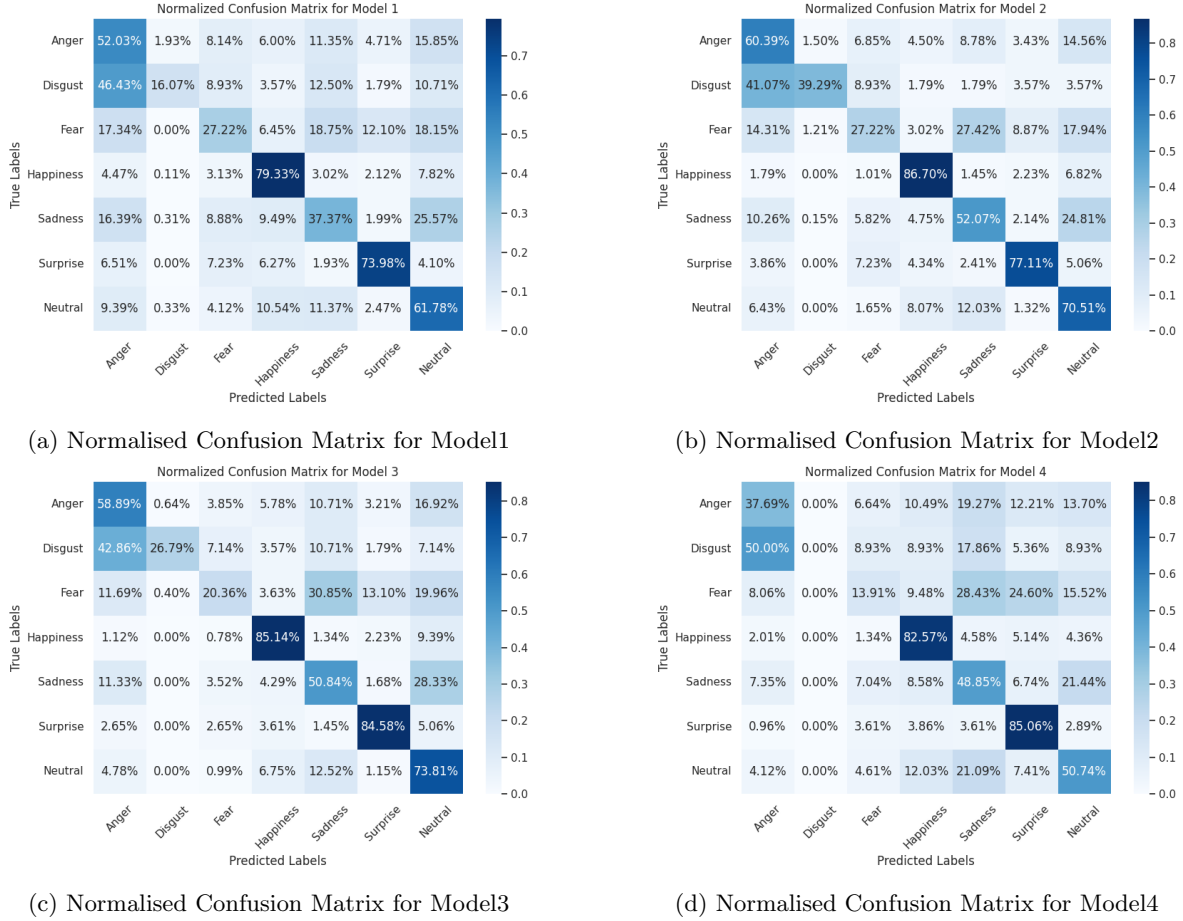 Normalized Confusion Matrix for Model 1
Anger 52.03% 1.93% 8.14% 6.00% 11.35% 4.71% 15.85%
Disgust 46.43% 16.07% 8.93% 3.57% 12.50% 1.79% 10.71%
Fear 17.34% 0.00% 27.22% 6.45% 18.75% 12.10% 18.15%
Happiness 4.47% 0.11% 3.13% 79.33% 3.02% 2.12% 7.82%
Sadness 16.39% 0.31% 8.88% 9.49% 37.37% 1.99% 25.57%
Surprise 6.51% 0.00% 7.23% 6.27% 1.93% 73.98% 4.10%
Neutral 9.39% 0.33% 4.12% 10.54% 11.37% 2.47% 61.78%
True Labels
Anger Disgust Fear Happiness Sadness Surprise Neutral
Predicted Labels
0.7
0.6
0.5
0.4
0.3
0.2
0.1
0.0
(a) Normalised Confusion Matrix for Model1
Normalized Confusion Matrix for Model 2
Anger 60.39% 1.50% 6.85% 4.50% 8.78% 3.43% 14.56%
Disgust 41.07% 39.29% 8.93% 1.79% 1.79% 3.57% 3.57%
Fear 14.31% 1.21% 27.22% 3.02% 27.42% 8.87% 17.94%
Happiness 1.79% 0.00% 1.01% 86.70% 1.45% 2.23% 6.82%
Sadness 10.26% 0.15% 5.82% 4.75% 52.07% 2.14% 24.81%
Surprise 3.86% 0.00% 7.23% 4.34% 2.41% 77.11% 5.06%
Neutral 6.43% 0.00% 1.65% 8.07% 12.03% 1.32% 70.51%
True Labels
Anger Disgust Fear Happiness Sadness Surprise Neutral
Predicted Labels
0.8
0.7
0.6
0.5
0.4
0.3
0.2
0.1
0.0
(b) Normalised Confusion Matrix for Model2
Normalized Confusion Matrix for Model 3
Anger 58.89% 0.64% 3.85% 5.78% 10.71% 3.21% 16.92%
Disgust 42.86% 26.79% 7.14% 3.57% 10.71% 1.79% 7.14%
Fear 11.69% 0.40% 20.36% 3.63% 30.85% 13.10% 19.96%
Happiness 1.12% 0.00% 0.78% 85.14% 1.34% 2.23% 9.39%
Sadness 11.33% 0.00% 3.52% 4.29% 50.84% 1.68% 28.33%
Surprise 2.65% 0.00% 2.65% 3.61% 1.45% 84.58% 5.06%
Neutral 4.78% 0.00% 0.99% 6.75% 12.52% 1.15% 73.81%
True Labels
Anger Disgust Fear Happiness Sadness Surprise Neutral
Predicted Labels
0.8
0.7
0.6
0.5
0.4
0.3
0.2
0.1
0.0
(c) Normalised Confusion Matrix for Model3
Normalized Confusion Matrix for Model 4
Anger 37.69% 0.00% 6.64% 10.49% 19.27% 12.21% 13.70%
Disgust 50.00% 0.00% 8.93% 8.93% 17.86% 5.36% 8.93%
Fear 8.06% 0.00% 13.91% 9.48% 28.43% 24.60% 15.52%
Happiness 2.01% 0.00% 1.34% 82.57% 4.58% 5.14% 4.36%
Sadness 7.35% 0.00% 7.04% 8.58% 48.85% 6.74% 21.44%
Surprise 0.96% 0.00% 3.61% 3.86% 3.61% 85.06% 2.89%
Neutral 4.12% 0.00% 4.61% 12.03% 21.09% 7.41% 50.74%
True Labels
Anger Disgust Fear Happiness Sadness Surprise Neutral
Predicted Labels
0.8
0.7
0.6
0.5
0.4
0.3
0.2
0.1
0.0
(d) Normalised Confusion Matrix for Model4